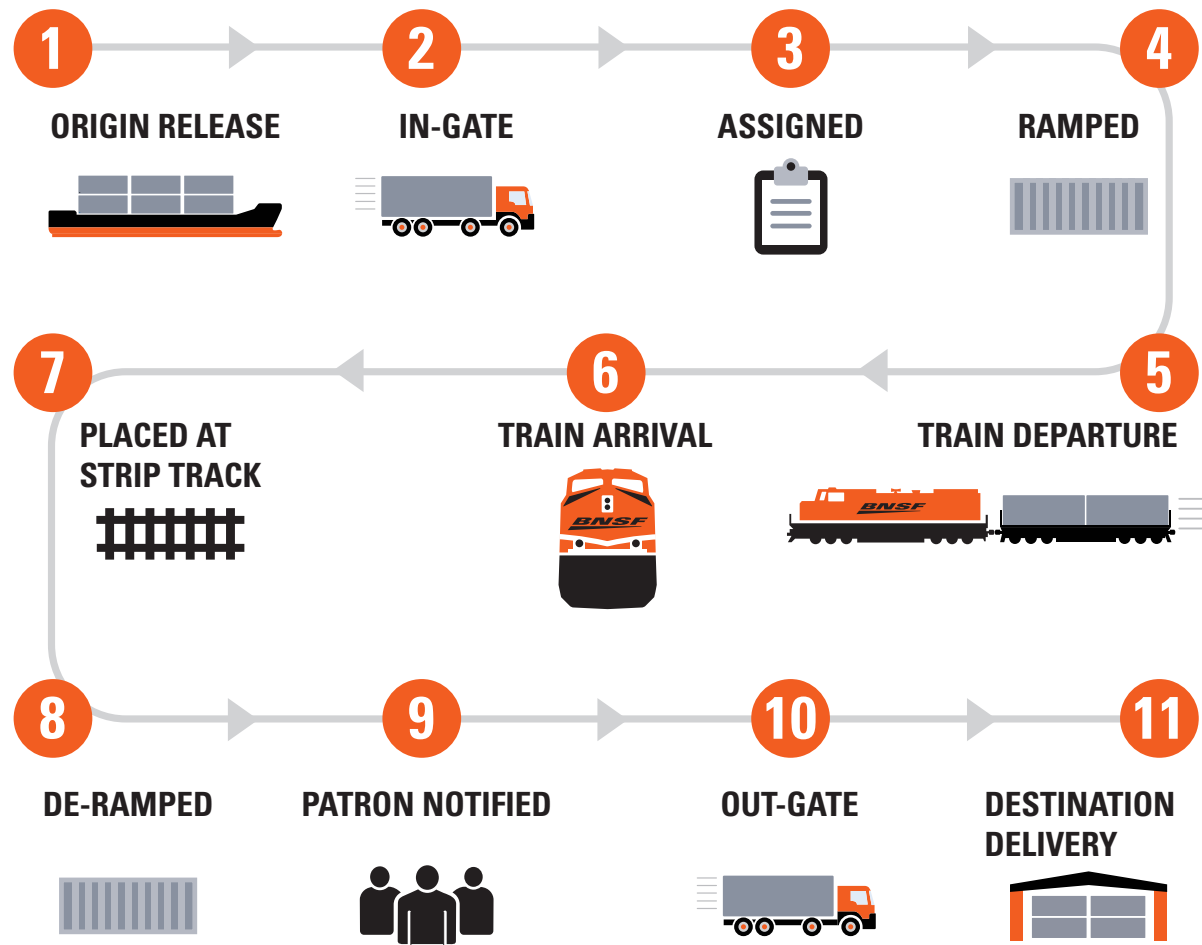 1
2
3
4
ORIGIN RELEASE
IN-GATE
ASSIGNED
RAMPED
5
TRAIN DEPARTURE
BNSF
6
TRAIN ARRIVAL
BNSF
7
PLACED AT
STRIP TRACK
8
9
10
11
DE-RAMPED
PATRON NOTIFIED
OUT-GATE
DESTINATION
DELIVERY